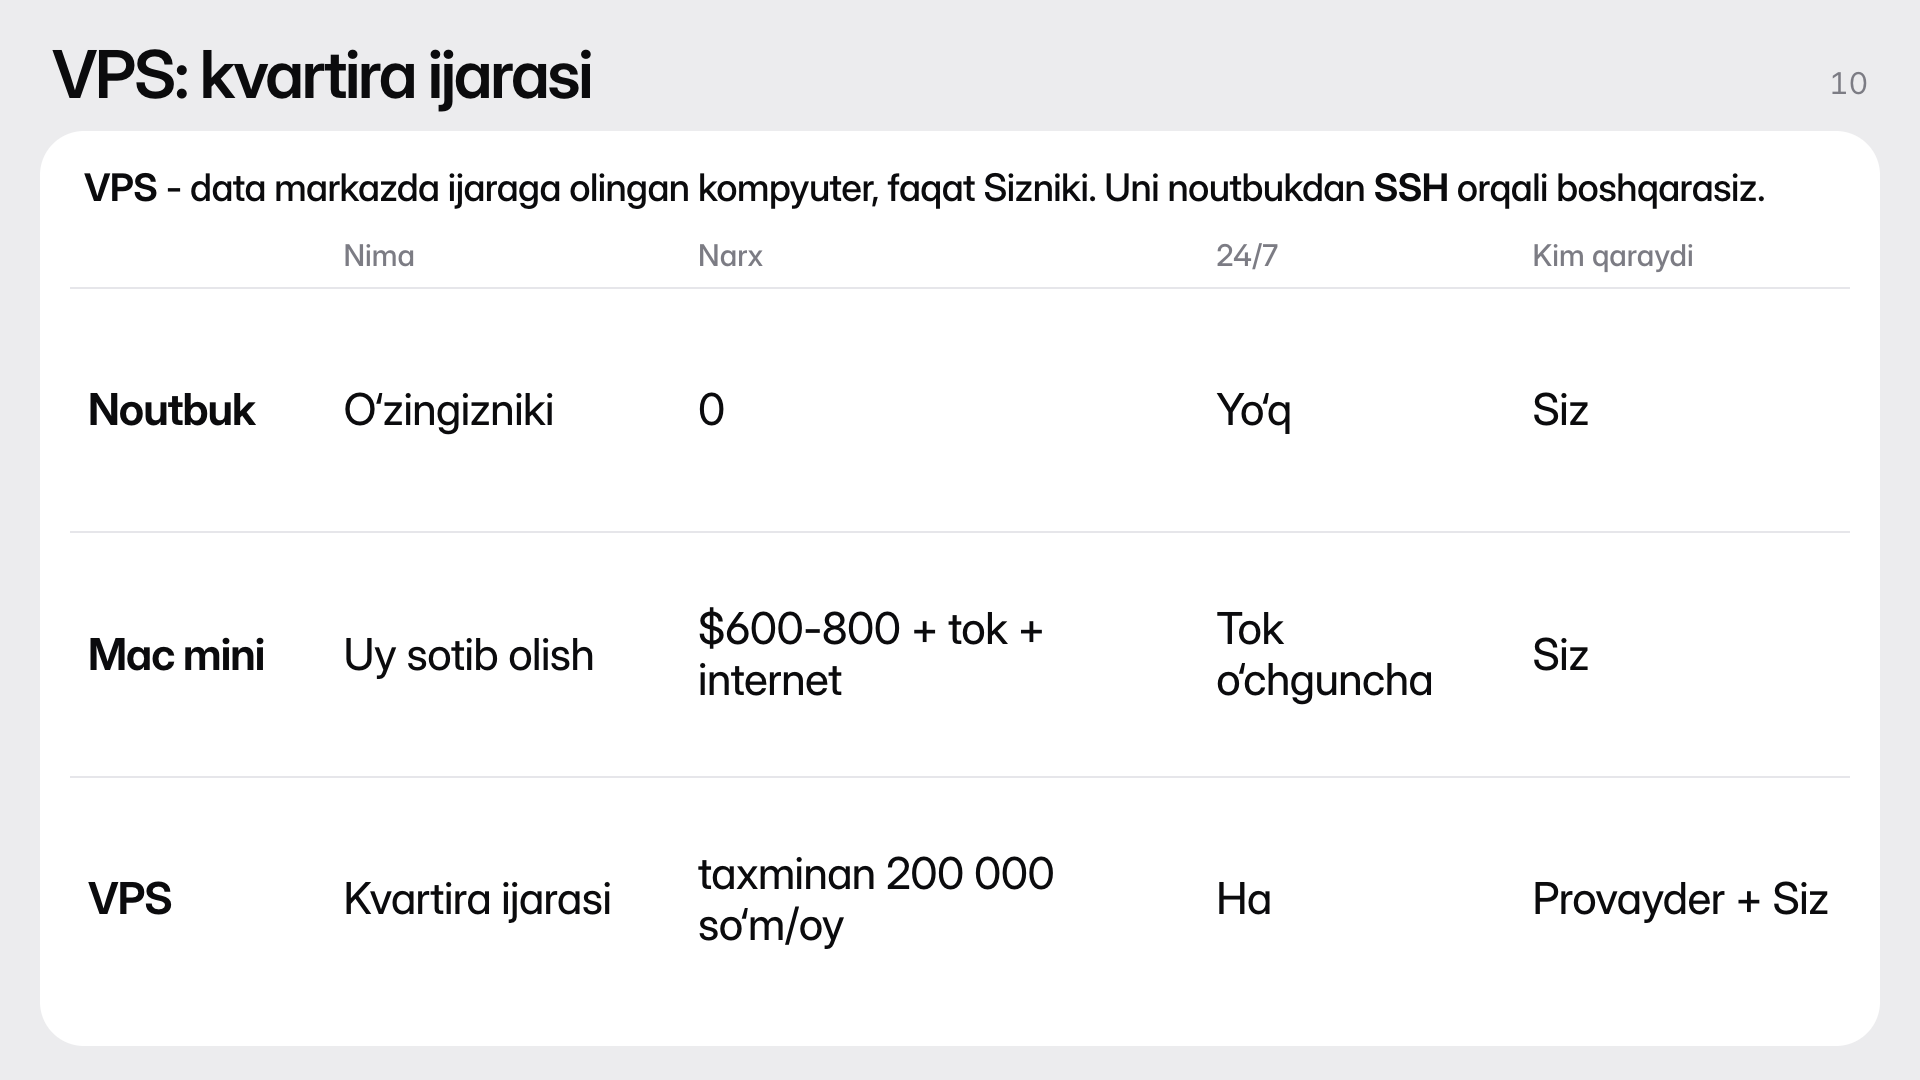 VPS: kvartira ijarasi
10
VPS - data markazda ijaraga olingan kompyuter, faqat Sizniki. Uni noutbukdan SSH orqali boshqarasiz.
Nima Narx 24/7 Kim qaraydi
Noutbuk O‘zingizniki 0 Yo‘q Siz
Mac mini Uy sotib olish $600-800 + tok + internet Tok o‘chguncha Siz
VPS Kvartira ijarasi taxminan 200 000 so‘m/oy Ha Provayder + Siz